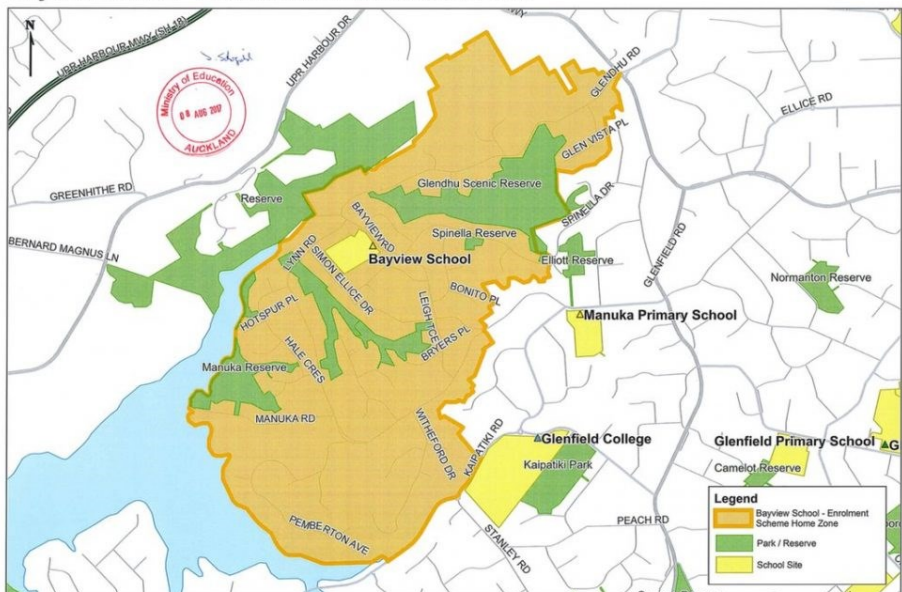 N
UPR HARBOUR MWY (SH 18)
UPR HARBOUR DR
WY
GLENDHU RD
ELLICE RD
Ministry of Education
08 AUG 2017
AUCKLAND
GLEN VISTA PL
GREENHITHE RD
Glendhu Scenic Reserve
Reserve
SPINELLA DR
BERNARD MAGNUS LN
BAYVIEW RD
Spinella Reserve
LYNN RD
Bayview School
Elliott Reserve
GLENFIELD RD
SIMON ELLICE DR
Normanton Reserve
HOTSPUR PL
LEIGH TCE
BONITO PL
Manuka Primary School
BRYERS PL
HALE CRES
Manuka Reserve
MANUKA RD
WITHEFORD DR
KAIPATIKI RD
Glenfield College
Glenfield Primary School
G
Kaipatiki Park
Camelot Reserve
PEMBERTON AVE
STANLEY RD
PEACH RD
Legend
Bayview School - Enrolment
Scheme Home Zone
Park / Reserve
School Site